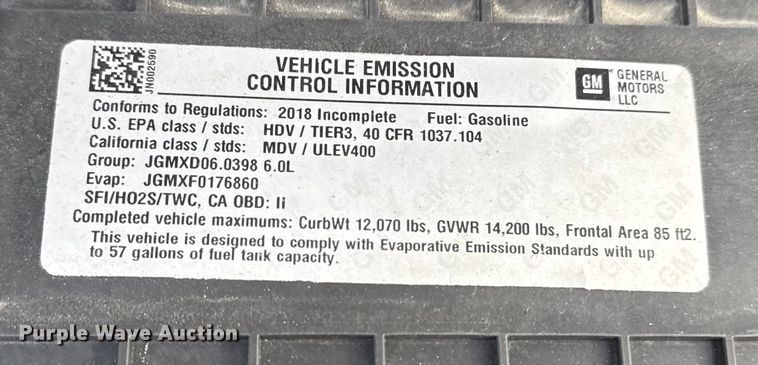 JN002590
VEHICLE EMISSION
CONTROL INFORMATION
GM
GENERAL
MOTORS
LLC
Conforms to Regulations: 2018 Incomplete Fuel: Gasoline
U.S. EPA class / stds: HDV / TIER3, 40 CFR 1037.104
California class / stds: MDV / ULEV400
Group: JGMXD06.0398 6.0L
Evap: JGMXF0176860
SFI/HO2S/TWC, CA OBD: Ii
Completed vehicle maximums: CurbWt 12,070 lbs, GVWR 14,200 lbs, Frontal Area 85 ft2.
This vehicle is designed to comply with Evaporative Emission Standards with up
to 57 gallons of fuel tank capacity.
Purple Wave Auction